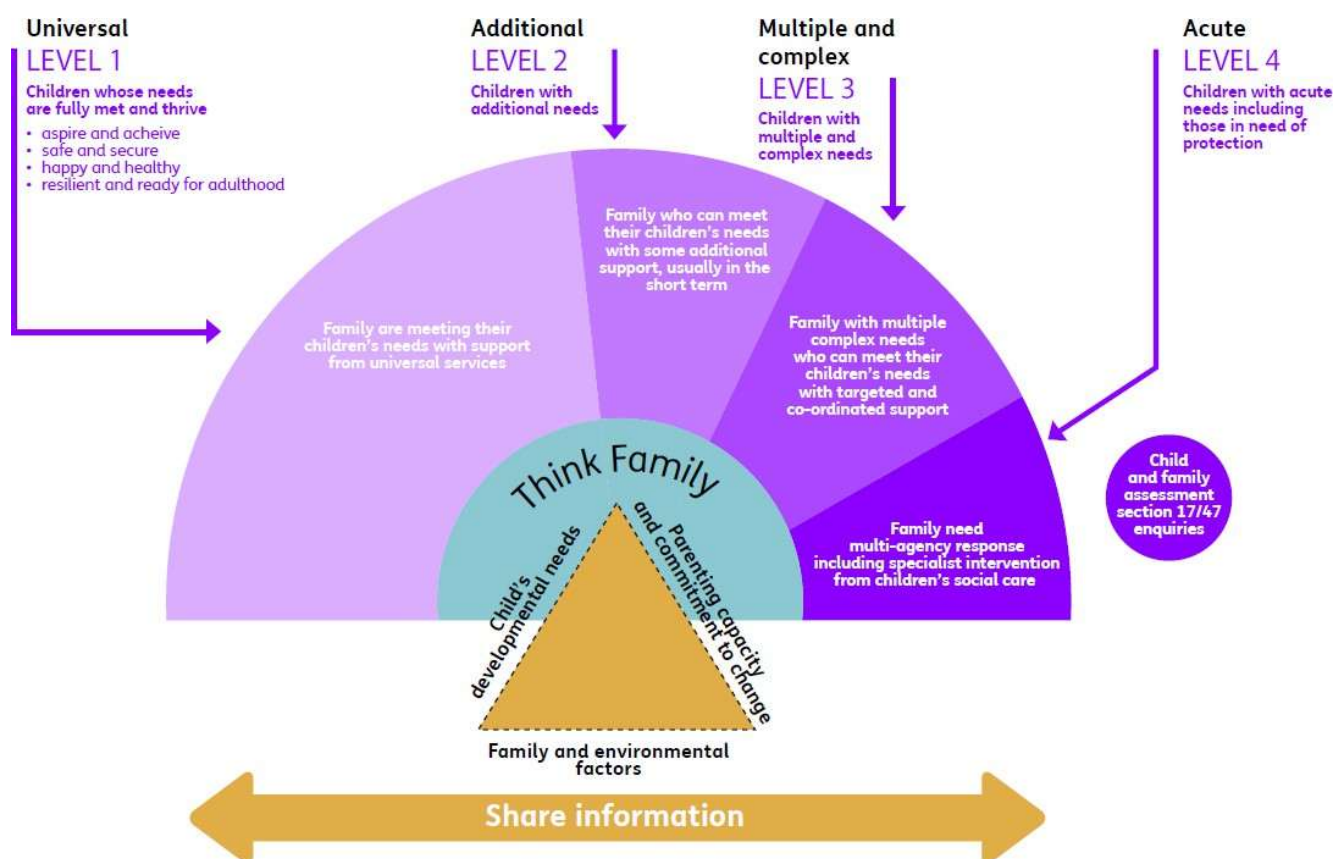 Universal
LEVEL 1
Children whose needs
are fully met and thrive
• aspire and acheive
• safe and secure
• happy and healthy
• resilient and ready for adulthood
Additional
LEVEL 2
Children with
additional needs
Multiple and
complex
LEVEL 3
Children with
multiple and
complex needs
Acute
LEVEL 4
Children with acute
needs including
those in need of
protection
Family are meeting their
children's needs with support
from universal services
Family who can meet
their children's needs
with some additional
support, usually in the
short term
Family with multiple
complex needs
who can meet their
children's needs
with targeted and
co-ordinated support
Family need
multi-agency response
including specialist intervention
from children's social care
Child
and family
assessment
section 17/47
enquiries
Think Family
Child's
developmental needs
Parenting capacity
and commitment to change
Family and environmental
factors
Share information